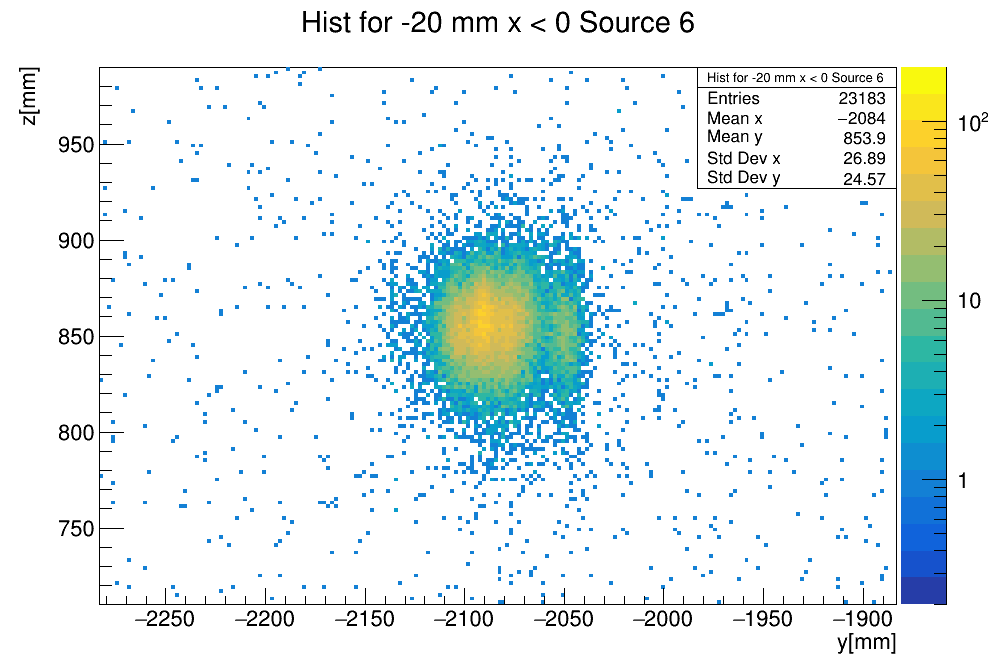 Hist for -20 mm x < 0 Source 6
z[mm]
Hist for -20 mm x < 0 Source 6
Entries 23183
Mean x −2084
Mean y 853.9
Std Dev x 26.89
Std Dev y 24.57
950
900
850
800
750
10²
10
1
−2250 −2200 −2150 −2100 −2050 −2000 −1950 −1900
y[mm]